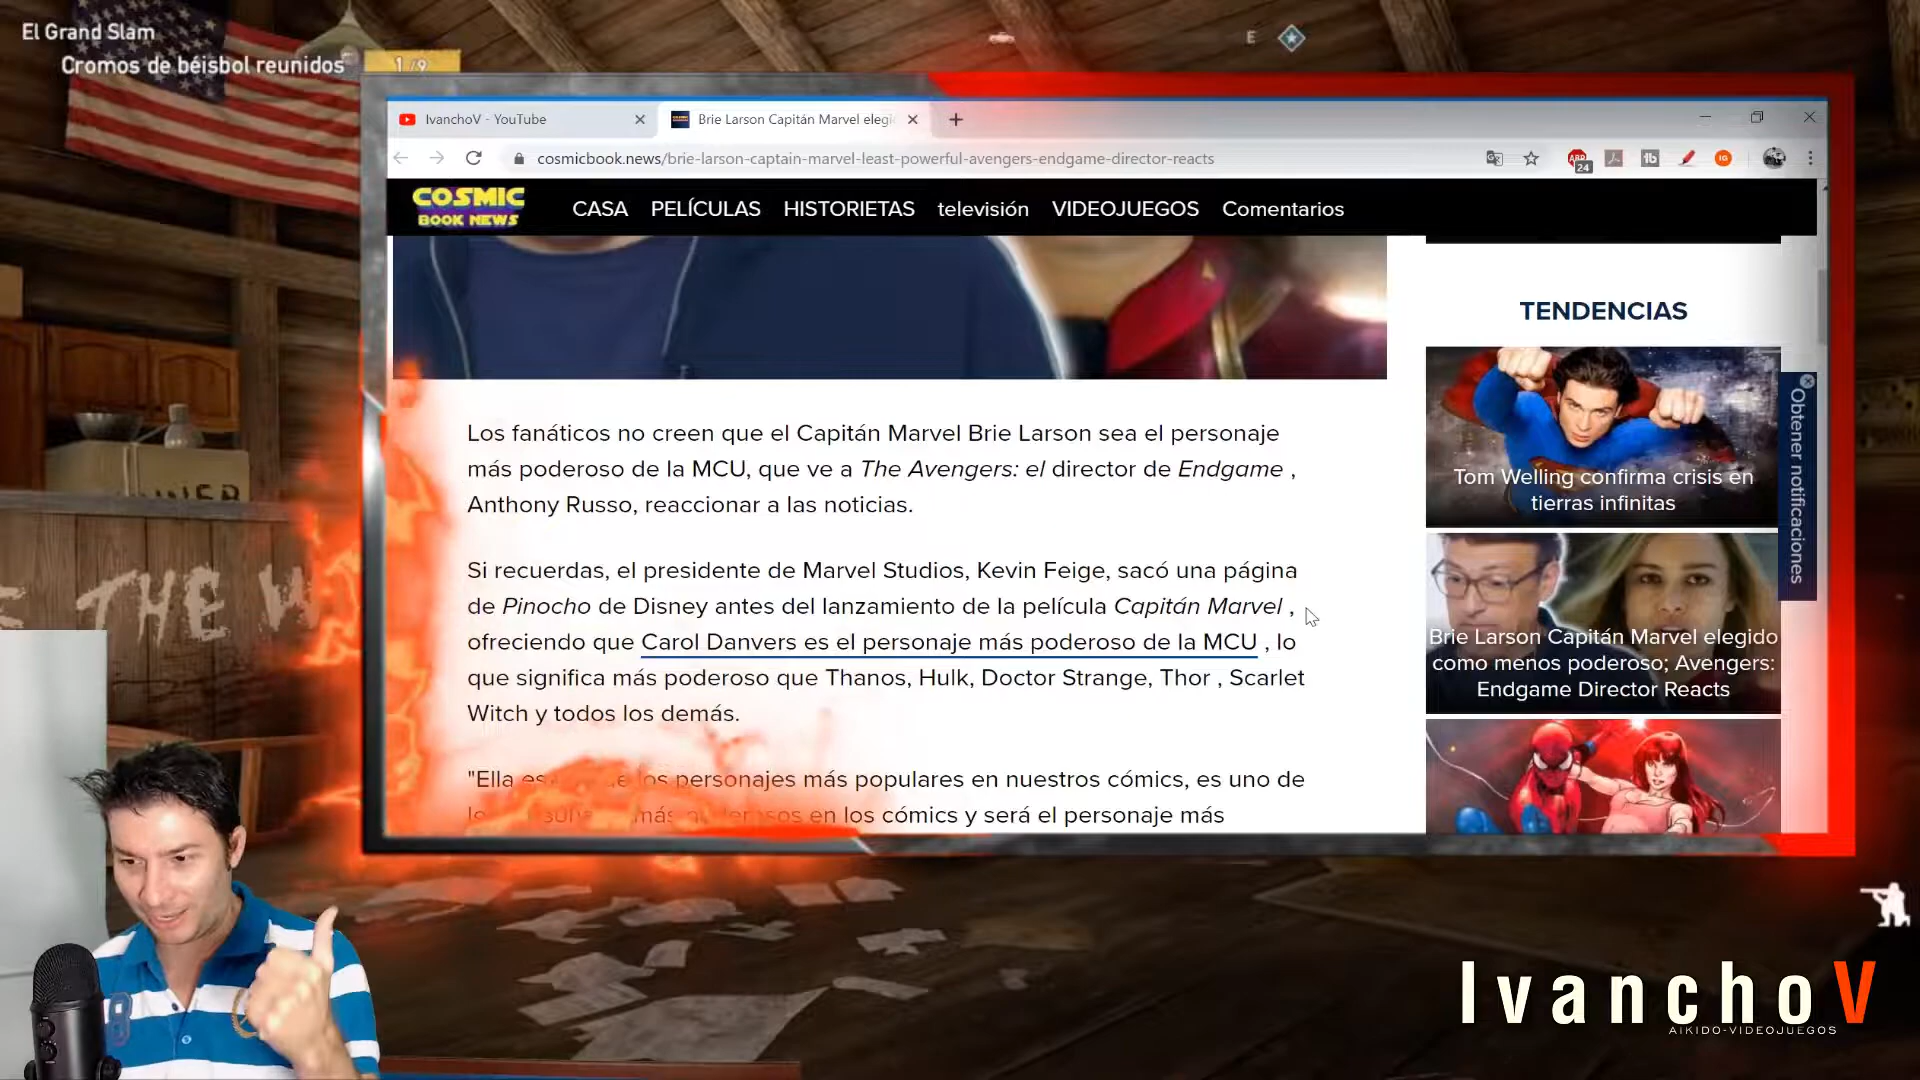 El Grand Slam
Cromos de béisbol reunidos
1/9
E
IvanchoV - YouTube
Brie Larson Capitán Marvel eleg
cosmicbook.news/brie-larson-captain-marvel-least-powerful-avengers-endgame-director-reacts
24
COSMIC
BOOK NEWS
CASA PELÍCULAS HISTORIETAS televisión VIDEOJUEGOS Comentarios
Los fanáticos no creen que el Capitán Marvel Brie Larson sea el personaje
más poderoso de la MCU, que ve a The Avengers: el director de Endgame ,
Anthony Russo, reaccionar a las noticias.
Si recuerdas, el presidente de Marvel Studios, Kevin Feige, sacó una página
de Pinocho de Disney antes del lanzamiento de la película Capitán Marvel ,
ofreciendo que Carol Danvers es el personaje más poderoso de la MCU , lo
que significa más poderoso que Thanos, Hulk, Doctor Strange, Thor , Scarlet
Witch y todos los demás.
"Ella es de los personajes más populares en nuestros cómics, es uno de
más poderosos en los cómics y será el personaje más
TENDENCIAS
Tom Welling confirma crisis en
tierras infinitas
Brie Larson Capitán Marvel elegido
como menos poderoso; Avengers:
Endgame Director Reacts
Obtener notificaciones
THE W
IvanchoV
AIKIDO-VIDEOJUEGOS